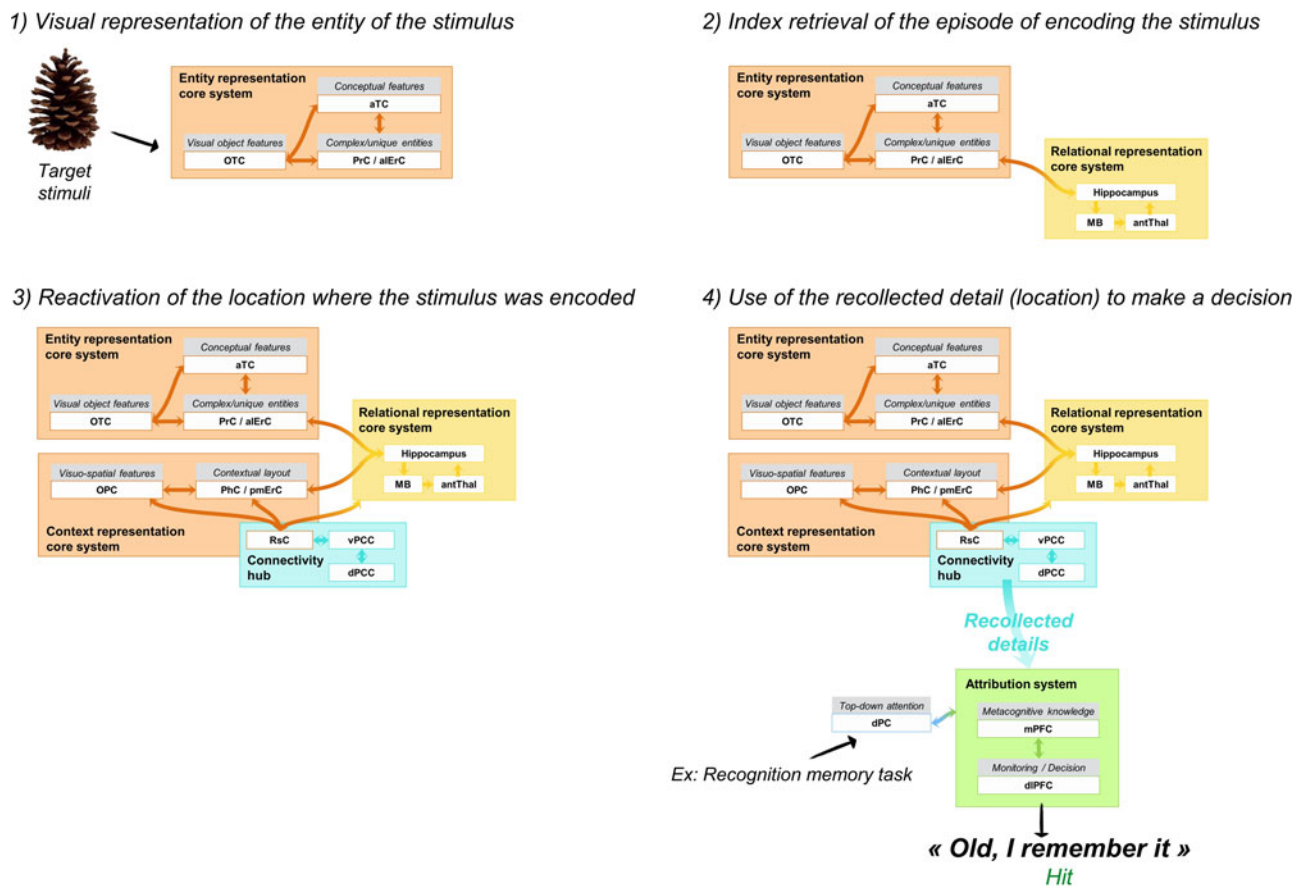 1) Visual representation of the entity of the stimulus
Entity representation
core system
Conceptual features
aTC
Visual object features
OTC
Complex/unique entities
PrC / alErC
Target
stimuli
2) Index retrieval of the episode of encoding the stimulus
Entity representation
core system
Conceptual features
aTC
Visual object features
OTC
Complex/unique entities
PrC / alErC
Relational representation
core system
Hippocampus
MB
antThal
3) Reactivation of the location where the stimulus was encoded
Entity representation
core system
Conceptual features
aTC
Visual object features
OTC
Complex/unique entities
PrC / alErC
Relational representation
core system
Hippocampus
MB
antThal
Visuo-spatial features
OPC
Contextual layout
PhC / pmErC
Context representation
core system
RsC
vPCC
Connectivity
hub
dPCC
4) Use of the recollected detail (location) to make a decision
Entity representation
core system
Conceptual features
aTC
Visual object features
OTC
Complex/unique entities
PrC / alErC
Relational representation
core system
Hippocampus
MB
antThal
Visuo-spatial features
OPC
Contextual layout
PhC / pmErC
Context representation
core system
RsC
vPCC
Connectivity
hub
dPCC
Recollected
details
Attribution system
Top-down attention
dPC
Metacognitive knowledge
mPFC
Monitoring / Decision
dlPFC
Ex: Recognition memory task
« Old, I remember it »
Hit